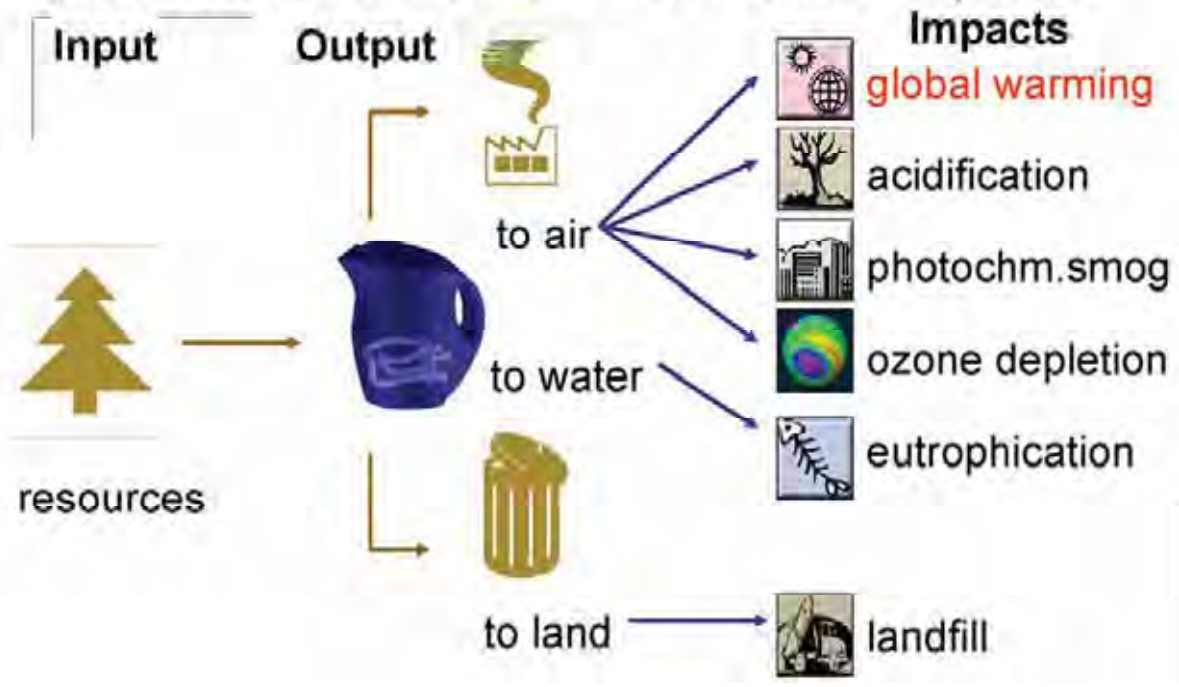 Input
Output
Impacts
global warming
acidification
to air
photochm.smog
ozone depletion
to water
eutrophication
resources
to land
landfill